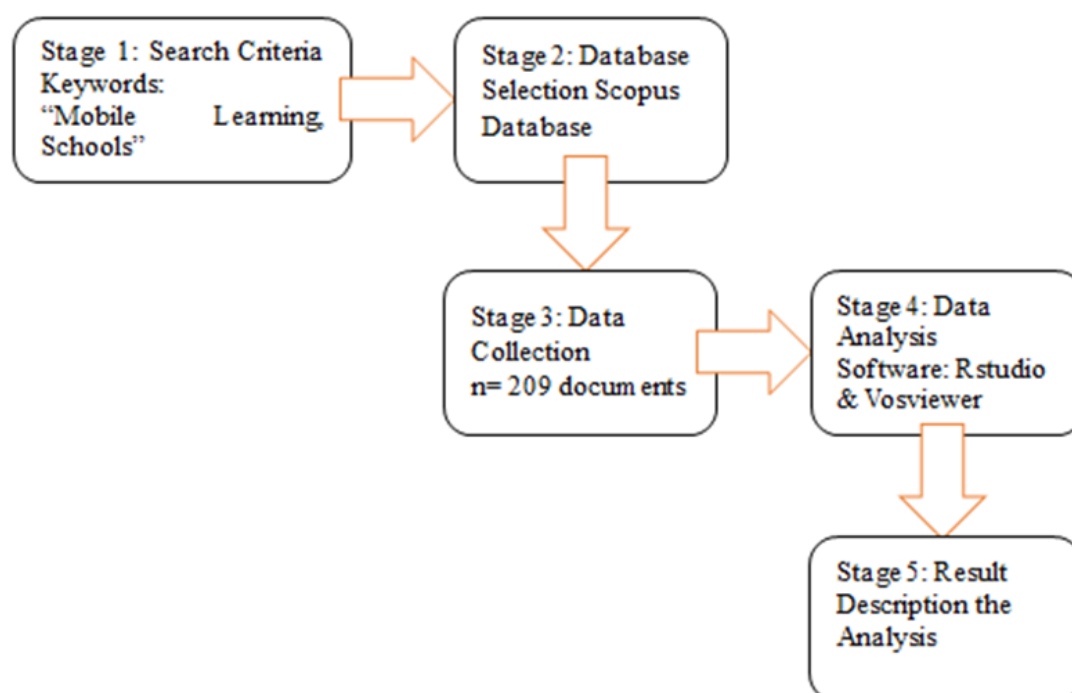 Stage 1: Search Criteria
Keywords:
“Mobile Learning,
Schools”
Stage 2: Database
Selection Scopus
Database
Stage 3: Data
Collection
n= 209 documents
Stage 4: Data
Analysis
Software: Rstudio
& Vosviewer
Stage 5: Result
Description the
Analysis